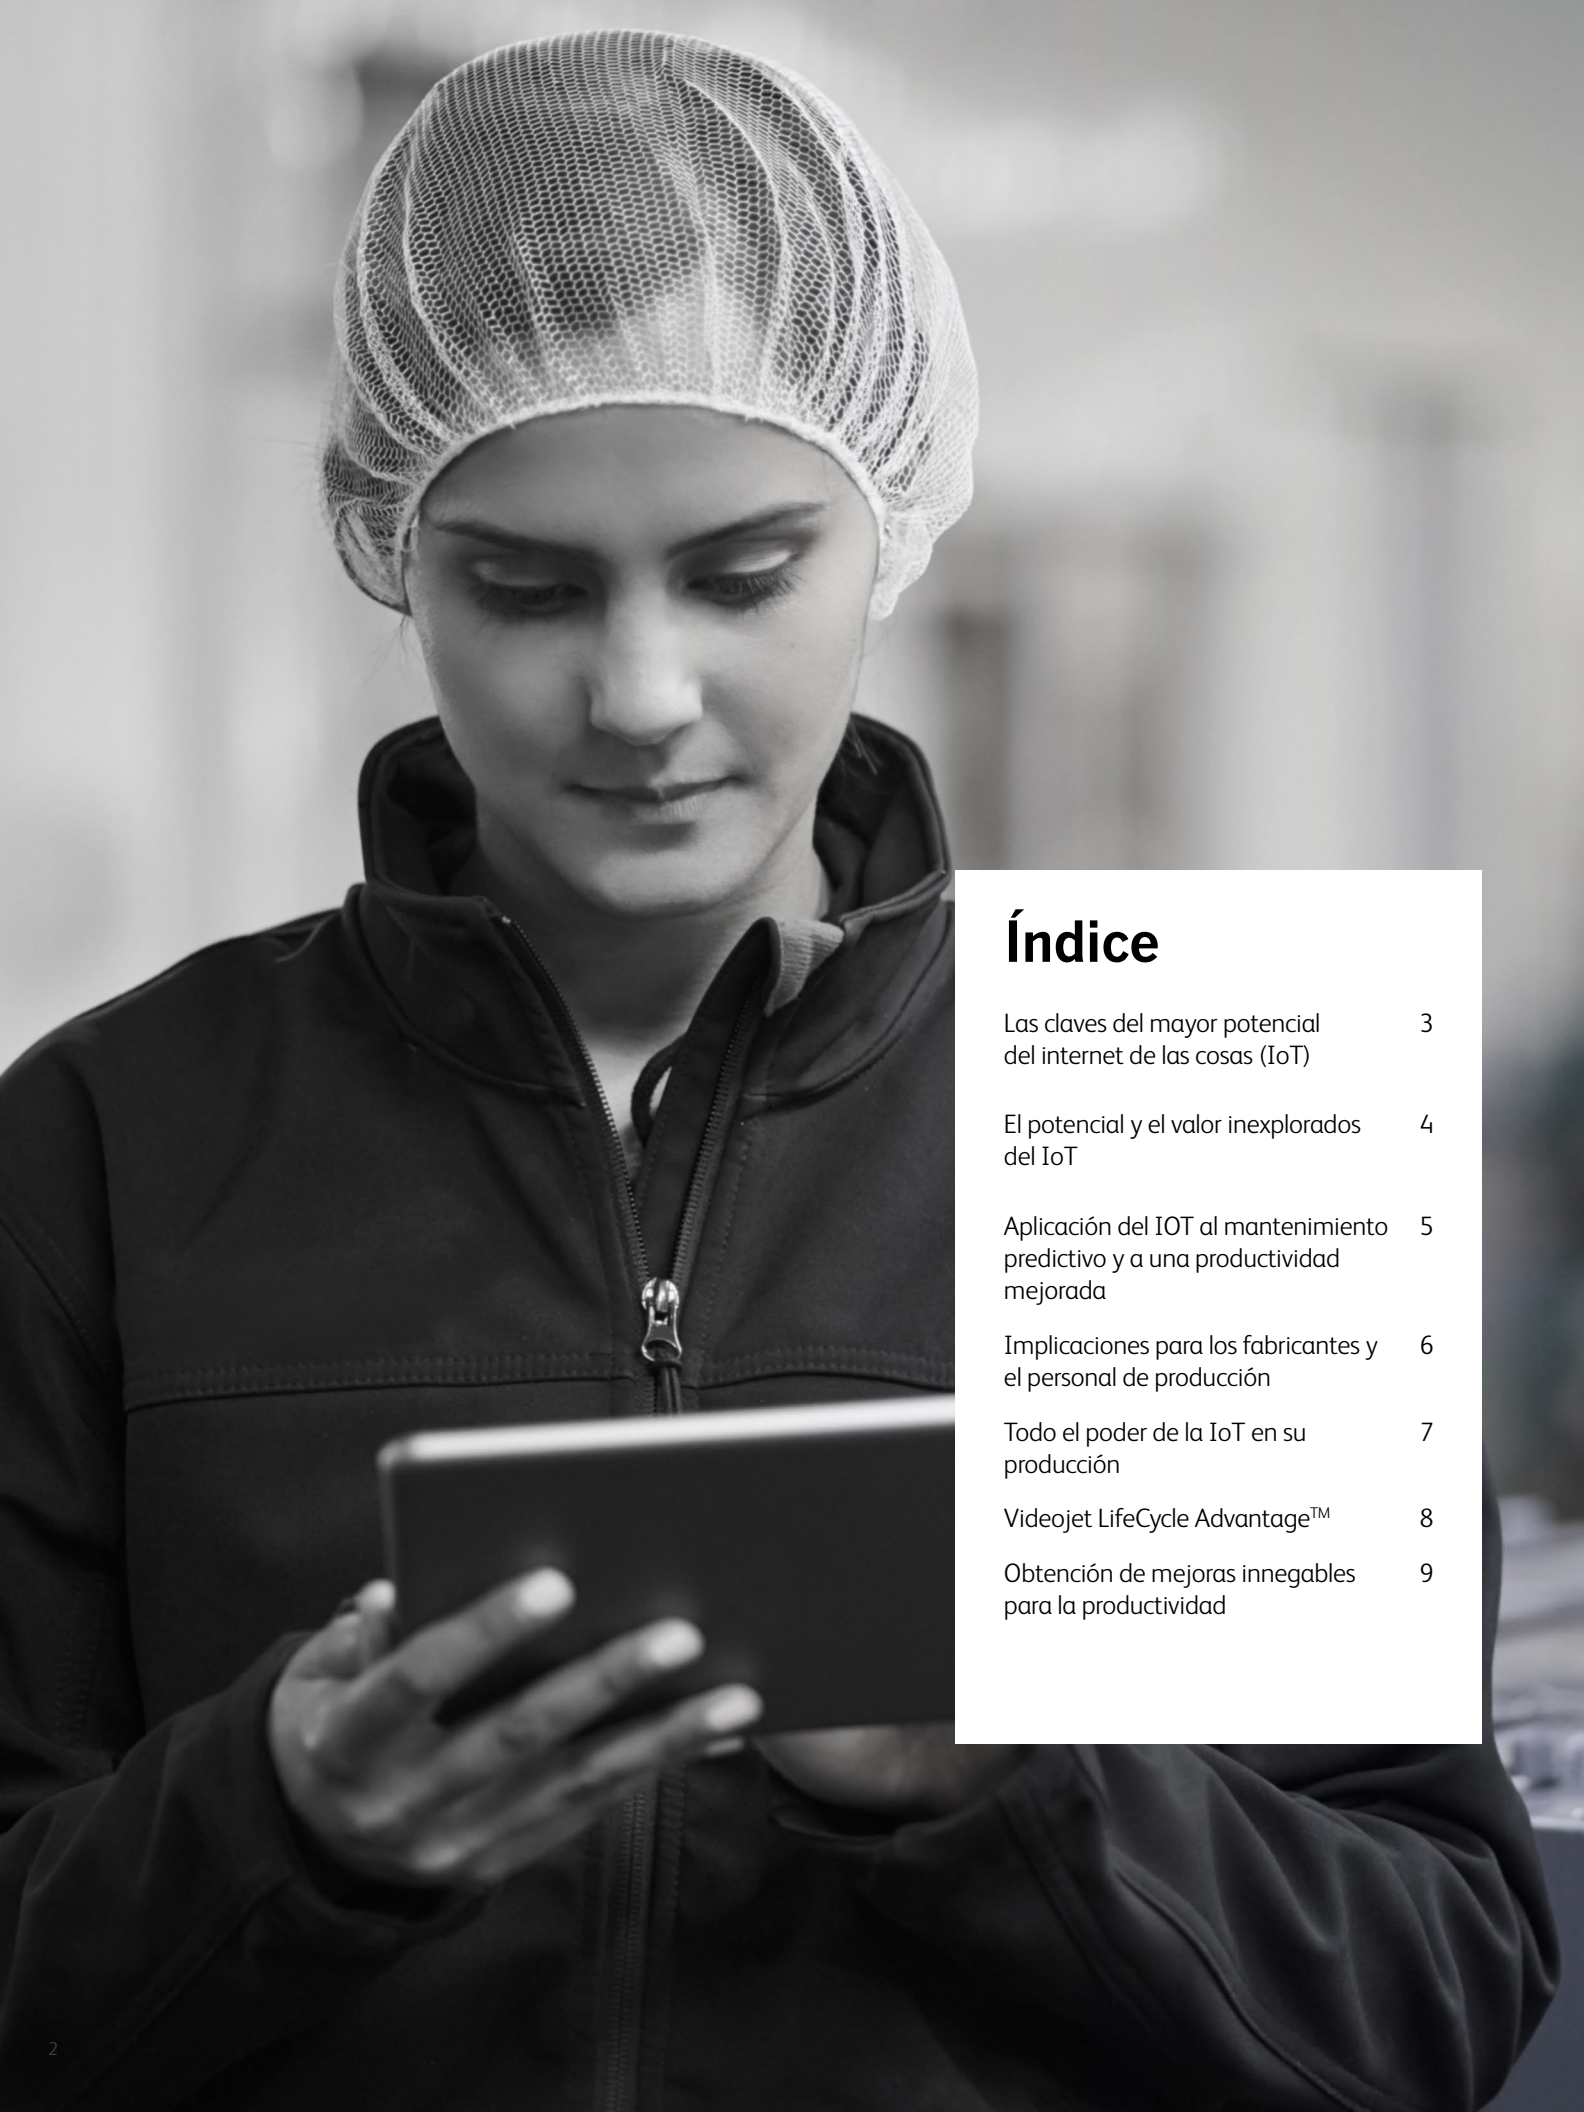 Índice
Las claves del mayor potencial 3
del internet de las cosas (IoT)
El potencial y el valor inexplorados 4
del IoT
Aplicación del IOT al mantenimiento 5
predictivo y a una productividad
mejorada
Implicaciones para los fabricantes y 6
el personal de producción
Todo el poder de la IoT en su 7
producción
Videojet LifeCycle Advantage™ 8
Obtención de mejoras innegables 9
para la productividad
2